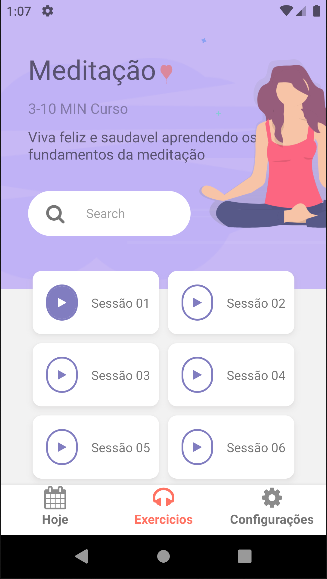 1:07
Meditação
3-10 MIN Curso
Viva feliz e saudavel aprendendo os
fundamentos da meditação
Search
Sessão 01 Sessão 02
Sessão 03 Sessão 04
Sessão 05 Sessão 06
Hoje Exercicios Configurações